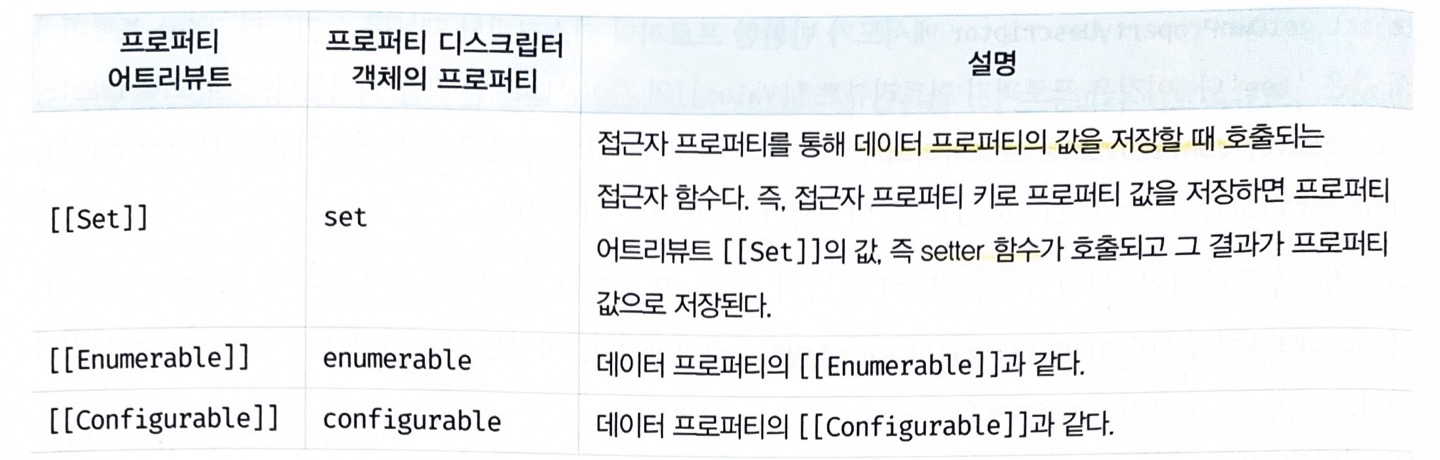 프로퍼티
어트리뷰트
프로퍼티 디스크립터
객체의 프로퍼티
설명
[[Set]]
set
접근자 프로퍼티를 통해 데이터 프로퍼티의 값을 저장할 때 호출되는
접근자 함수다. 즉, 접근자 프로퍼티 키로 프로퍼티 값을 저장하면 프로퍼티
어트리뷰트 [[Set]]의 값, 즉 setter 함수가 호출되고 그 결과가 프로퍼티
값으로 저장된다.
[[Enumerable]]
enumerable
데이터 프로퍼티의 [[Enumerable]]과 같다.
[[Configurable]]
configurable
데이터 프로퍼티의 [[Configurable]]과 같다.